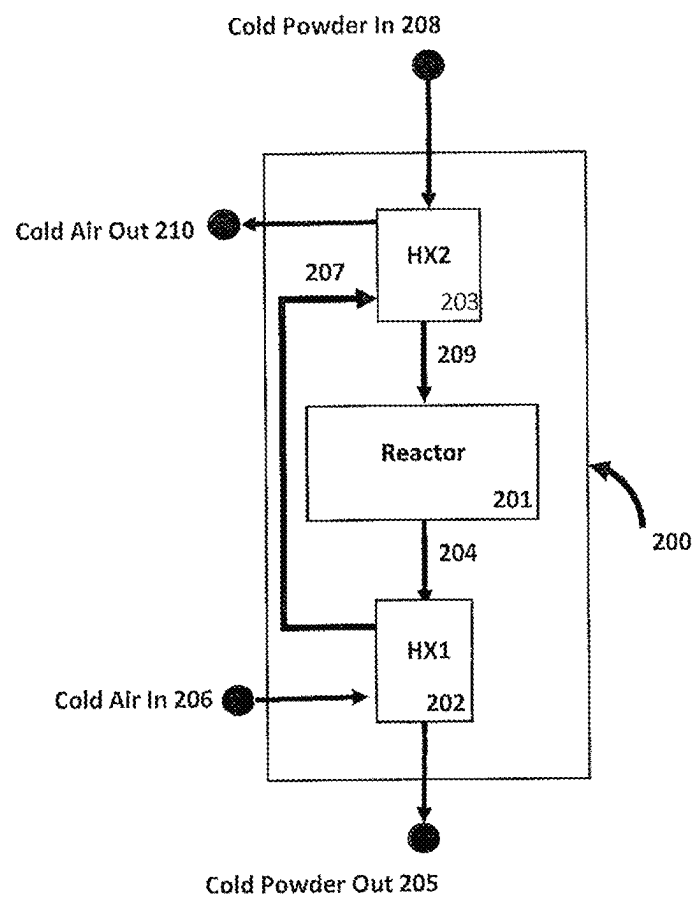 Cold Powder In 208
Cold Air Out 210
HX2
207
203
209
Reactor
201
204
200
HX1
Cold Air In 206
202
Cold Powder Out 205